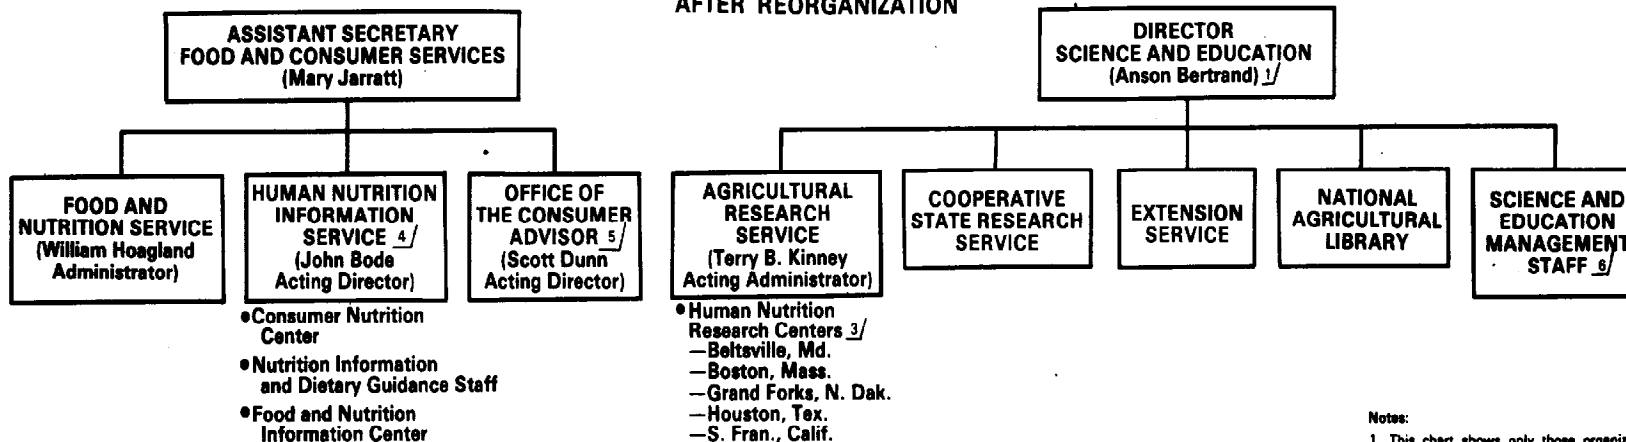 AFTER REORGANIZATION
ASSISTANT SECRETARY
FOOD AND CONSUMER SERVICES
(Mary Jarratt)
DIRECTOR
SCIENCE AND EDUCATION
(Anson Bertrand) 1/
FOOD AND
NUTRITION SERVICE
(William Hoagland
Administrator)
HUMAN NUTRITION
INFORMATION
SERVICE 4/
(John Bode
Acting Director)
•Consumer Nutrition
Center
•Nutrition Information
and Dietary Guidance Staff
•Food and Nutrition
Information Center
OFFICE OF
THE CONSUMER
ADVISOR 5/
(Scott Dunn
Acting Director)
AGRICULTURAL
RESEARCH
SERVICE
(Terry B. Kinney
Acting Administrator)
•Human Nutrition
Research Centers 3/
—Beltsville, Md.
—Boston, Mass.
—Grand Forks, N. Dak.
—Houston, Tex.
—S. Fran., Calif.
COOPERATIVE
STATE RESEARCH
SERVICE
EXTENSION
SERVICE
NATIONAL
AGRICULTURAL
LIBRARY
SCIENCE AND
EDUCATION
MANAGEMENT
STAFF 6/
Notes:
1. This chart shows only those